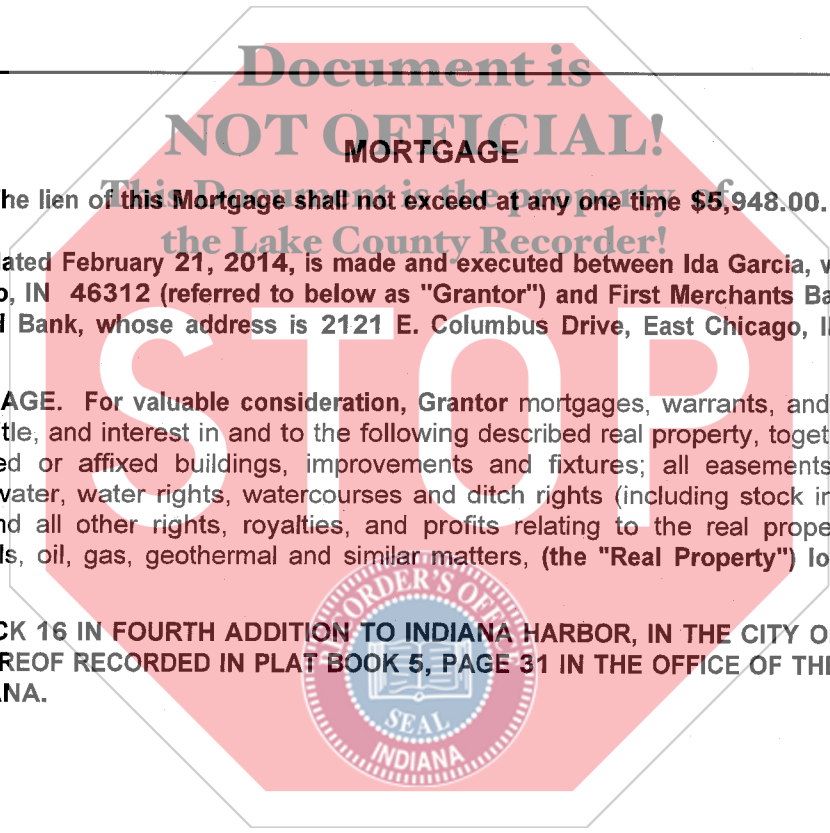 Document is
NOT OFFICIAL!
MORTGAGE
This Document is the property of
he lien of this Mortgage shall not exceed at any one time $5,948.00.
the Lake County Recorder!
ated February 21, 2014, is made and executed between Ida Garcia, w
o, IN 46312 (referred to below as "Grantor") and First Merchants Ba
d Bank, whose address is 2121 E. Columbus Drive, East Chicago, I
STOP
AGE. For valuable consideration, Grantor mortgages, warrants, and
tle, and interest in and to the following described real property, toget
ed or affixed buildings, improvements and fixtures; all easements
vater, water rights, watercourses and ditch rights (including stock in
nd all other rights, royalties, and profits relating to the real prope
ls, oil, gas, geothermal and similar matters, (the "Real Property") lo
CK 16 IN FOURTH ADDITION TO INDIANA HARBOR, IN THE CITY O
REOF RECORDED IN PLAT BOOK 5, PAGE 31 IN THE OFFICE OF THE
ANA.
RECORDER'S OFFICE
SEAL
INDIANA